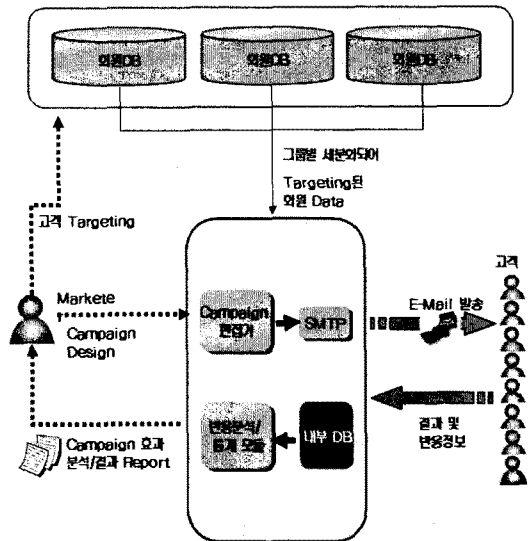 회원DB
회원DB
회원DB
그룹별 세분화되어
Targeting된
회원 Data
고객 Targeting
고객
Markete
Campaign
Design
Campaign
편집기
SMTP
E-Mail 발송
반응분석/
통계 모듈
내부 DB
결과 및
반응정보
Campaign 효과
분석/결과 Report